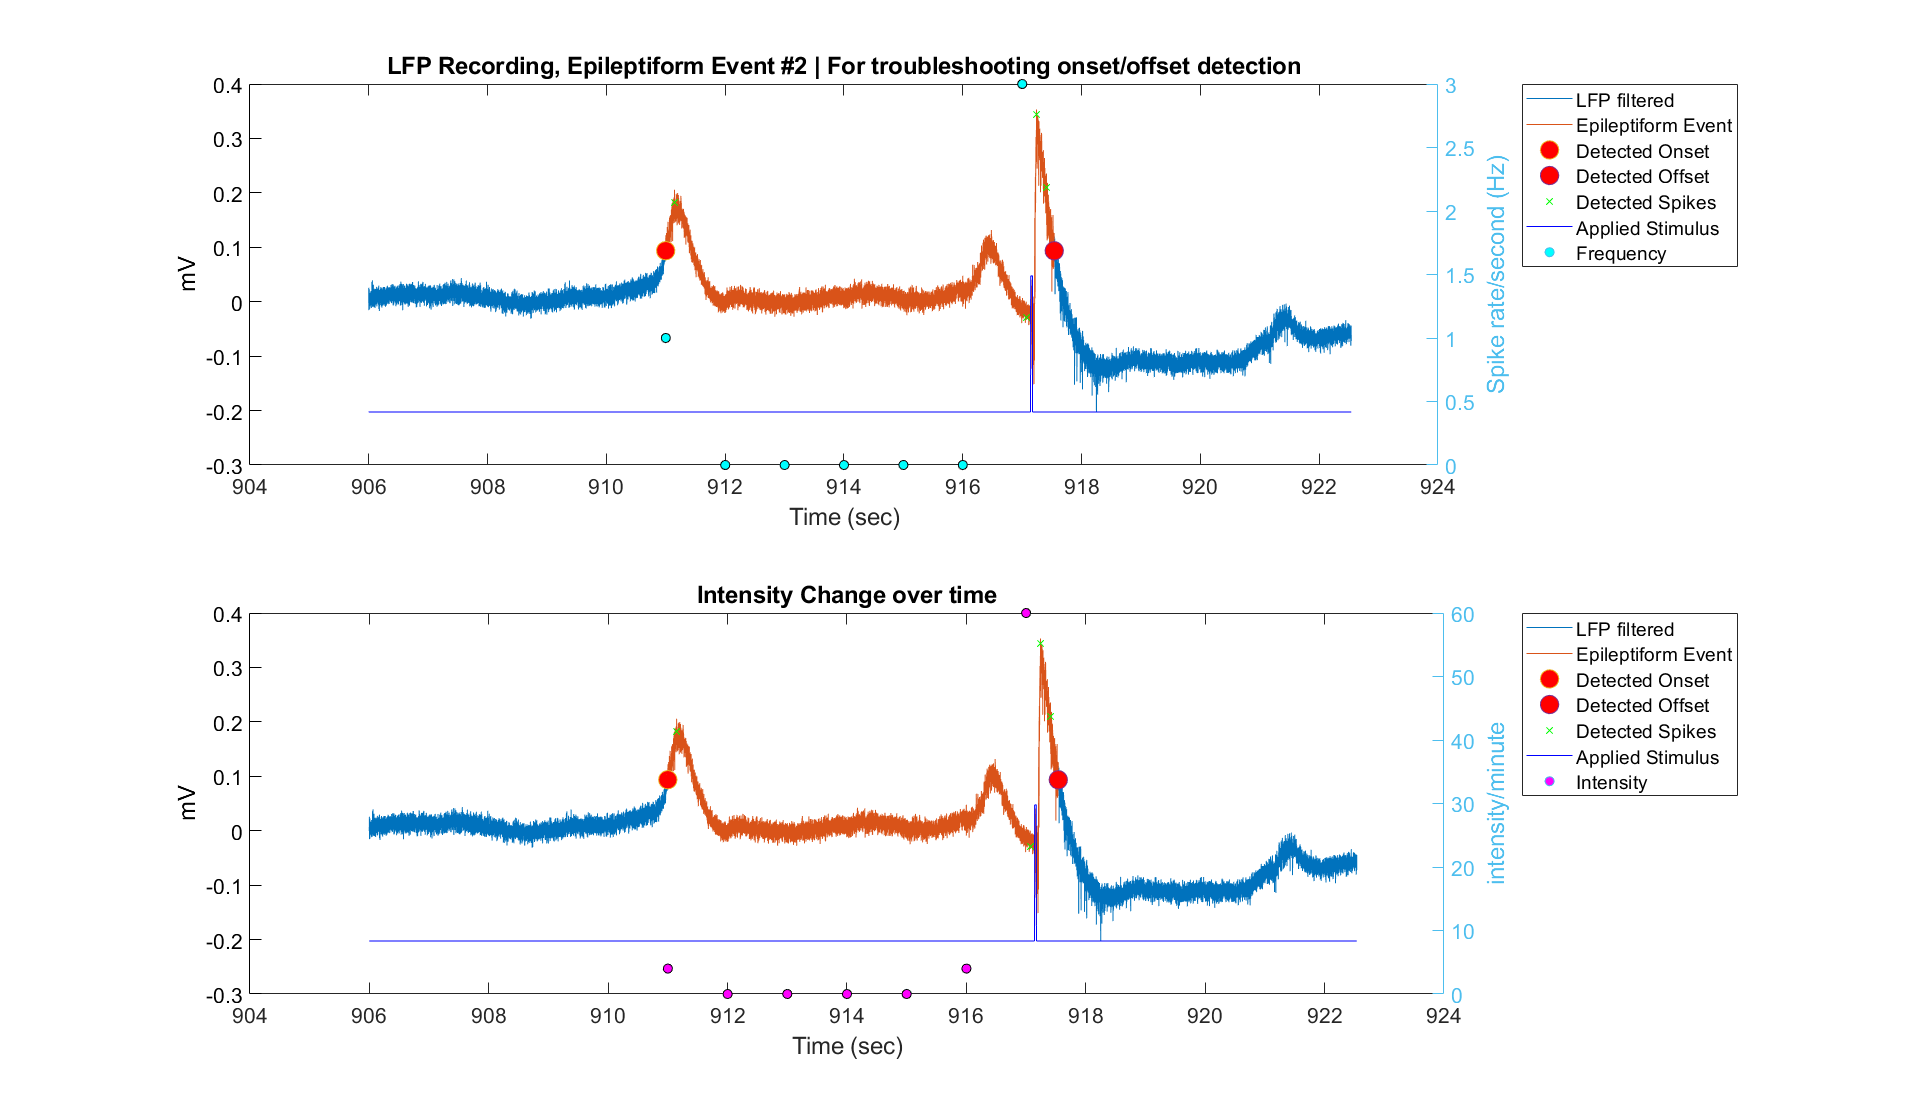 LFP Recording, Epileptiform Event #2 | For troubleshooting onset/offset detection
0.4
0.3
0.2
0.1
0
-0.1
-0.2
-0.3
mV
904 906 908 910 912 914 916 918 920 922 924
Time (sec)
3
2.5
2
1.5
1
0.5
0
Spike rate/second (Hz)
LFP filtered
Epileptiform Event
Detected Onset
Detected Offset
Detected Spikes
Applied Stimulus
Frequency
Intensity Change over time
0.4
0.3
0.2
0.1
0
-0.1
-0.2
-0.3
mV
904 906 908 910 912 914 916 918 920 922 924
Time (sec)
60
50
40
30
20
10
0
intensity/minute
LFP filtered
Epileptiform Event
Detected Onset
Detected Offset
Detected Spikes
Applied Stimulus
Intensity